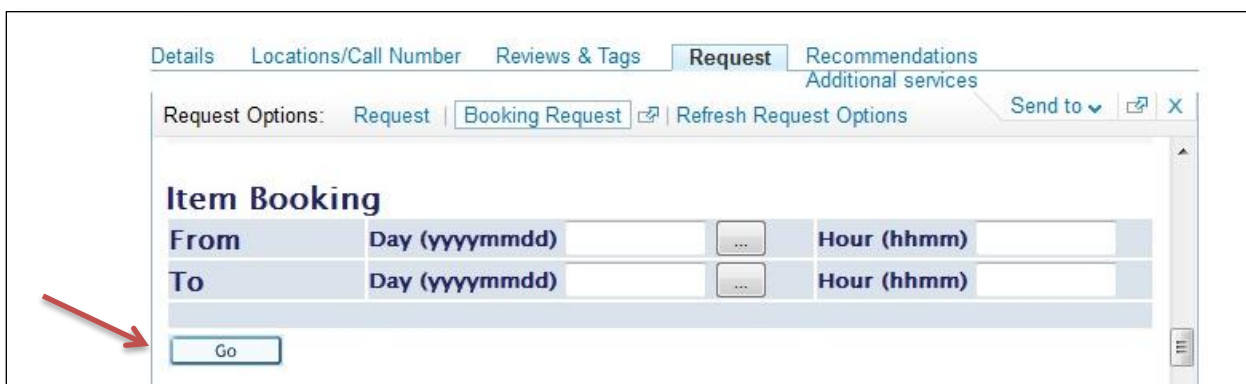 Details Locations/Call Number Reviews & Tags Request Recommendations
Additional services
Request Options: Request | Booking Request | Refresh Request Options Send to X
Item Booking
From Day (yyyymmdd) ... Hour (hhmm)
To Day (yyyymmdd) ... Hour (hhmm)
Go